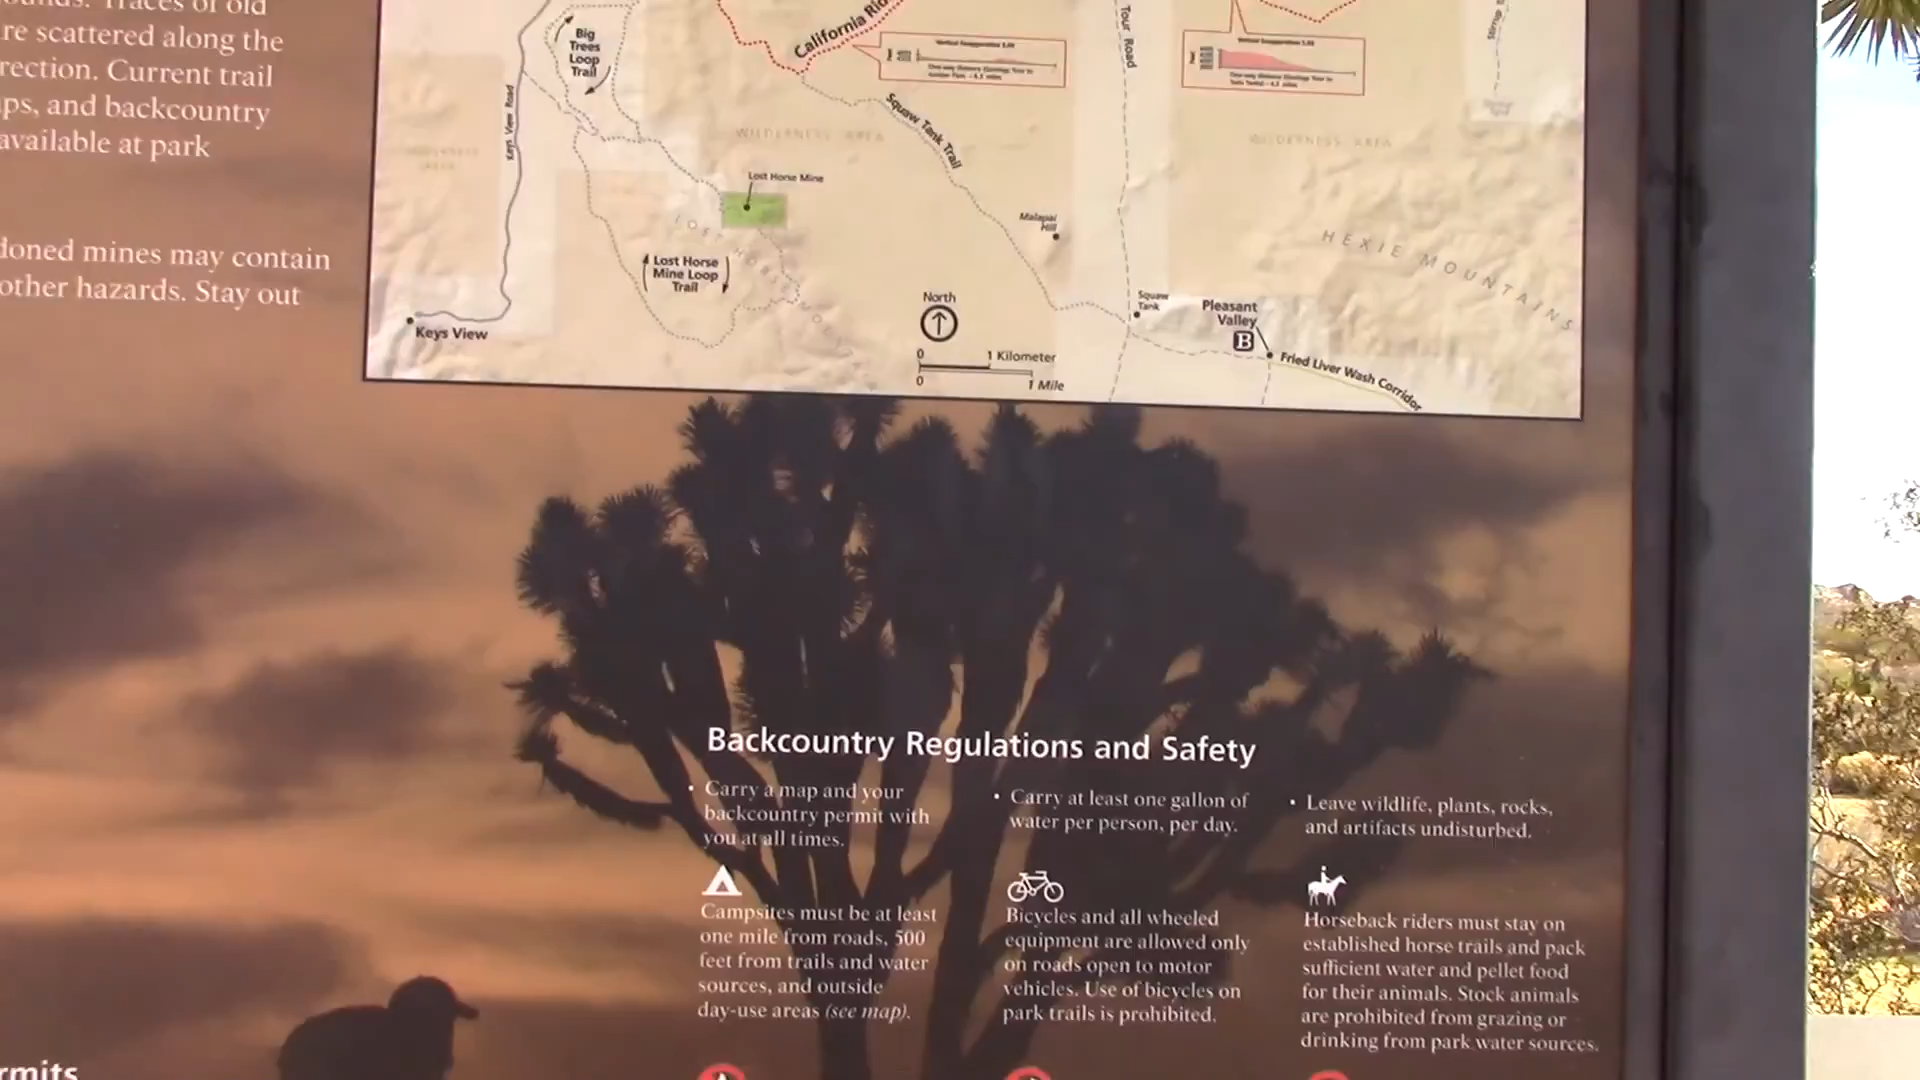 Traces of old
re scattered along the
rection. Current trail
ps, and backcountry
available at park
doned mines may contain
other hazards. Stay out
Big
Trees
Loop
Trail
Keys View Road
California Rid
Squaw Tank Trail
Tour Road
WILDERNESS AREA
WILDERNESS AREA
Lost Horse Mine
Lost Horse
Mine Loop
Trail
Malapai
Hill
HEXIE MOUNTAINS
Keys View
North
0 1 Kilometer
0 1 Mile
Squaw
Tank
Pleasant
Valley
B
Fried Liver Wash Corridor
Backcountry Regulations and Safety
• Carry a map and your
backcountry permit with
you at all times.
• Carry at least one gallon of
water per person, per day.
• Leave wildlife, plants, rocks,
and artifacts undisturbed.
Campsites must be at least
one mile from roads, 500
feet from trails and water
sources, and outside
day-use areas (see map).
Bicycles and all wheeled
equipment are allowed only
on roads open to motor
vehicles. Use of bicycles on
park trails is prohibited.
Horseback riders must stay on
established horse trails and pack
sufficient water and pellet food
for their animals. Stock animals
are prohibited from grazing or
drinking from park water sources.
rmits